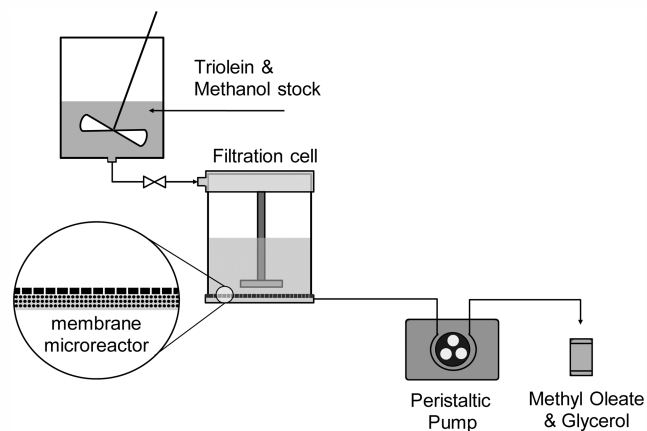 Triolein &
Methanol stock
Filtration cell
membrane
microreactor
Peristaltic
Pump
Methyl Oleate
& Glycerol